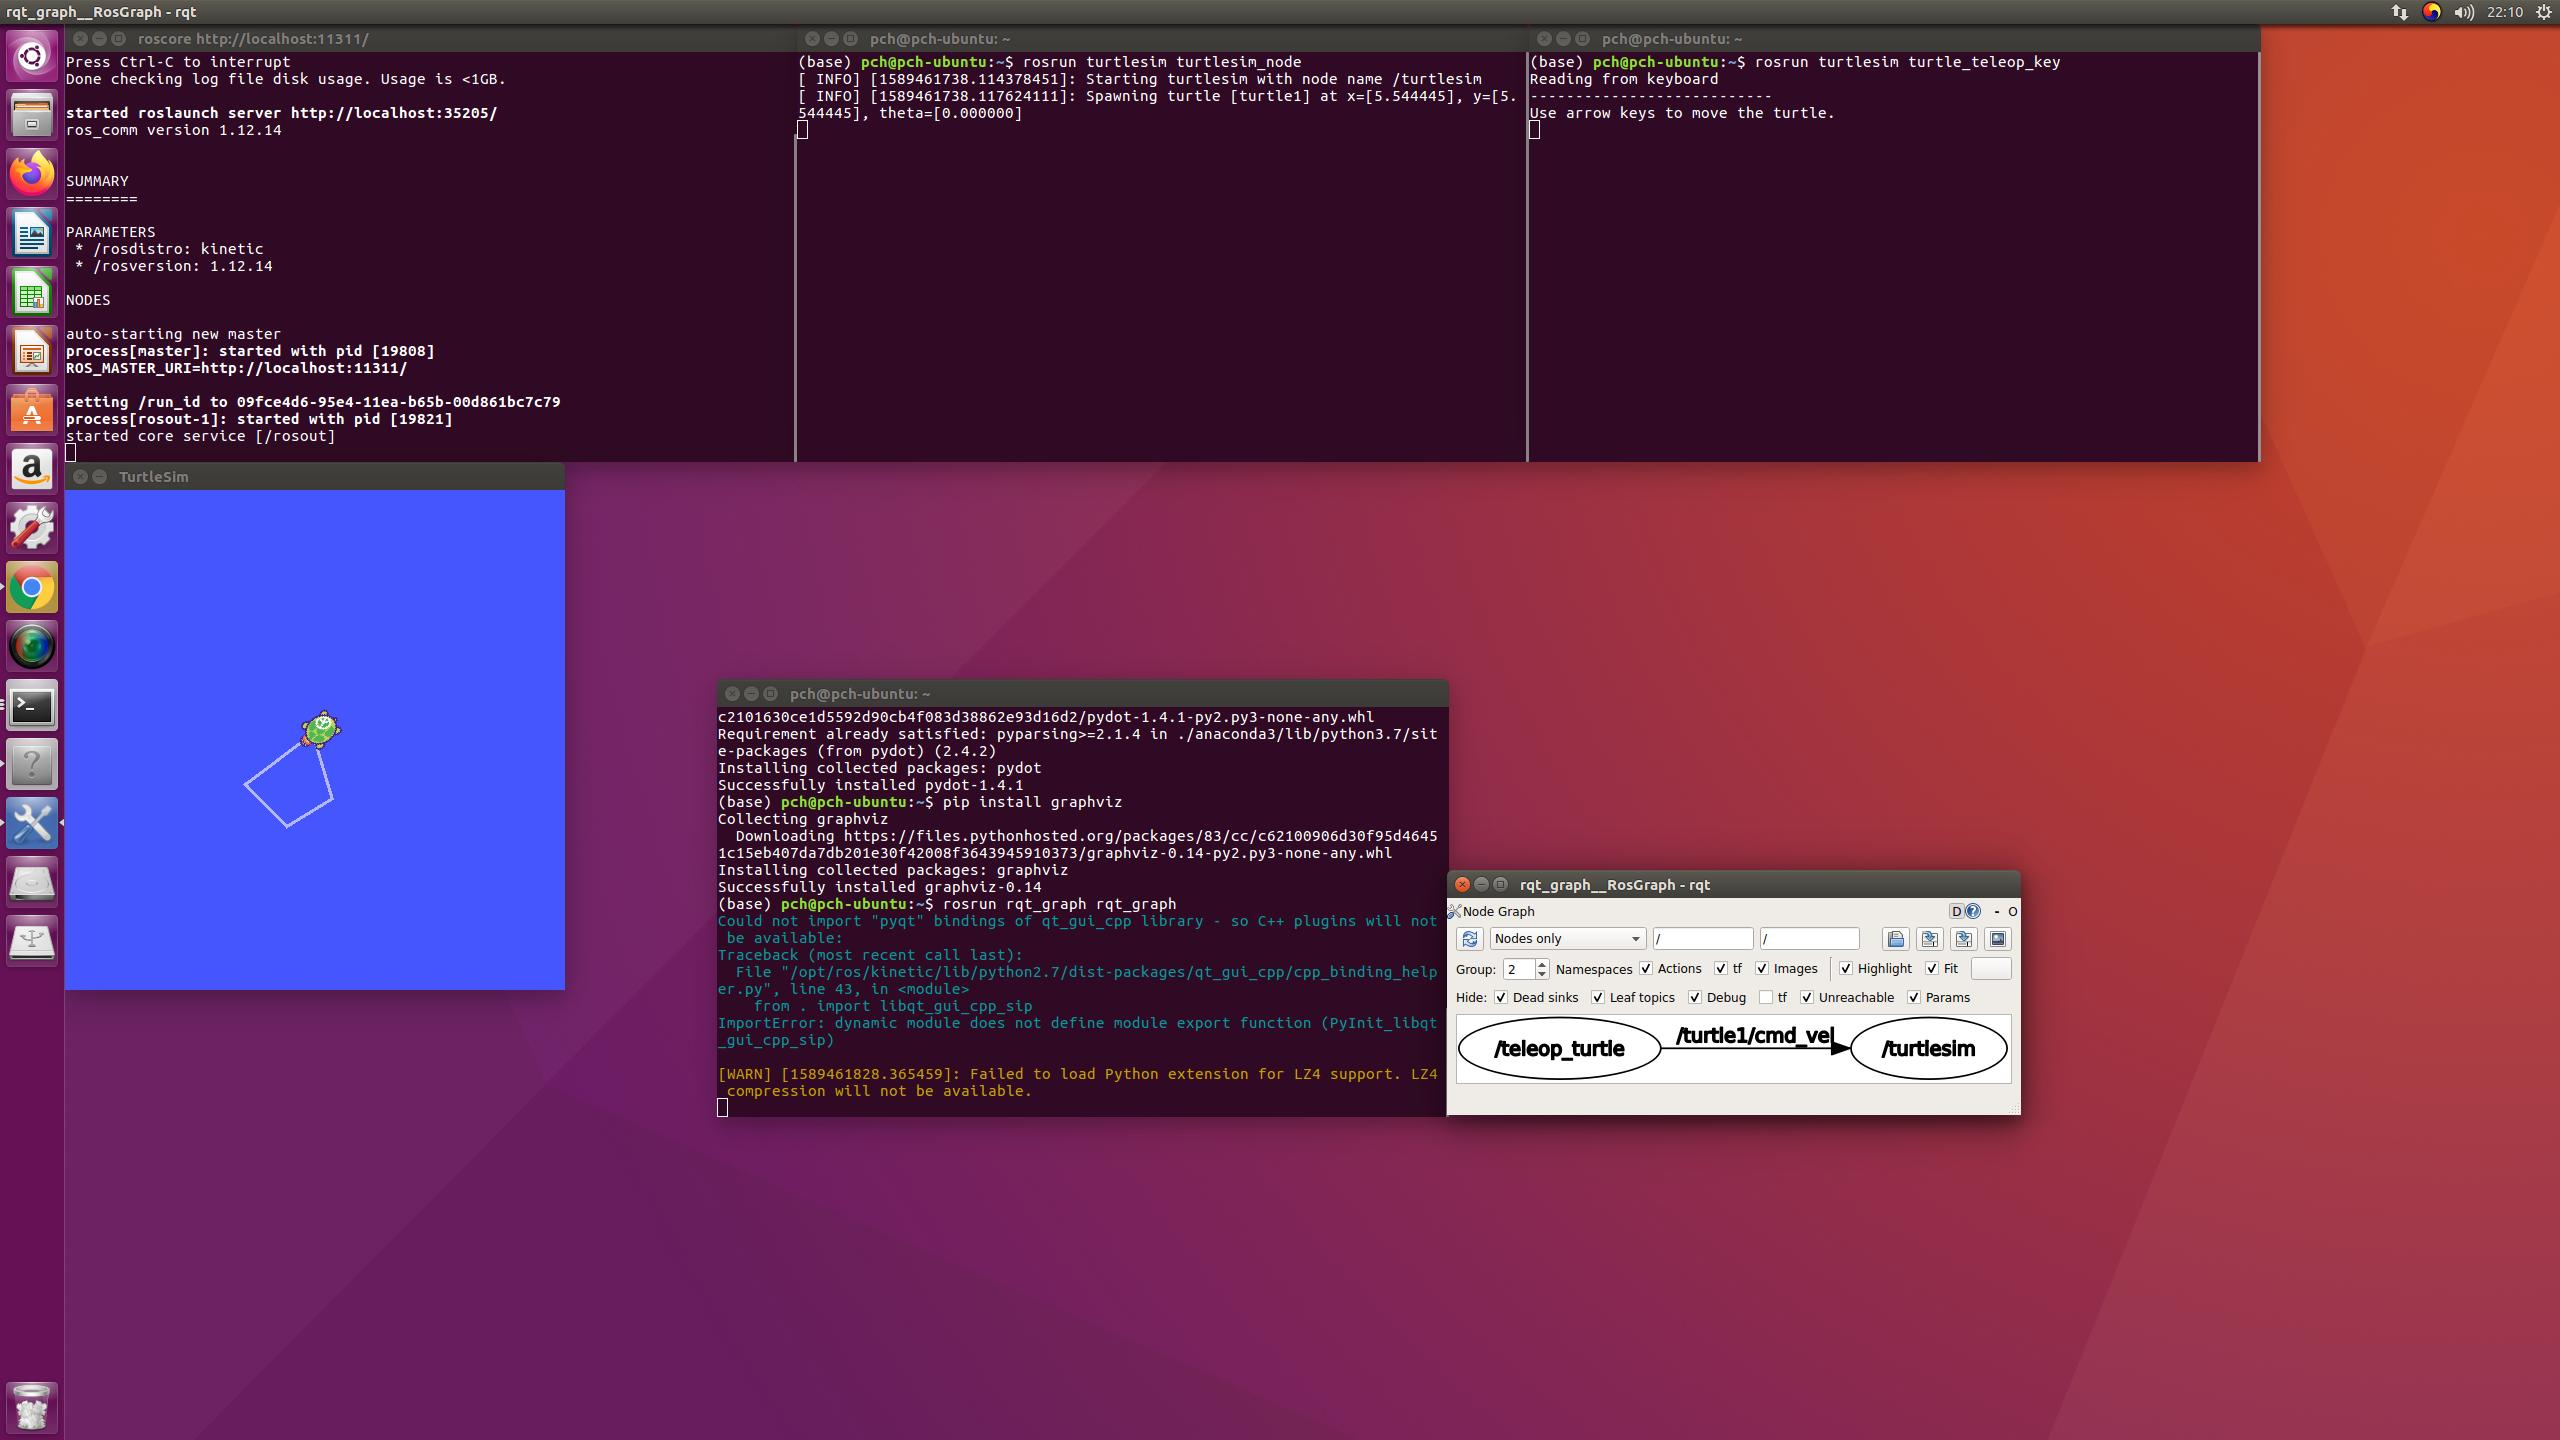 rqt_graph__RosGraph - rqt
22:10
roscore http://localhost:11311/
Press Ctrl-C to interrupt
Done checking log file disk usage. Usage is <1GB.
started roslaunch server http://localhost:35205/
ros_comm version 1.12.14
SUMMARY
========
PARAMETERS
* /rosdistro: kinetic
* /rosversion: 1.12.14
NODES
auto-starting new master
process[master]: started with pid [19808]
ROS_MASTER_URI=http://localhost:11311/
setting /run_id to 09fce4d6-95e4-11ea-b65b-00d861bc7c79
process[rosout-1]: started with pid [19821]
started core service [/rosout]
pch@pch-ubuntu: ~
(base) pch@pch-ubuntu:~$ rosrun turtlesim turtlesim_node
[ INFO] [1589461738.114378451]: Starting turtlesim with node name /turtlesim
[ INFO] [1589461738.117624111]: Spawning turtle [turtle1] at x=[5.544445], y=[5.
544445], theta=[0.000000]
pch@pch-ubuntu: ~
(base) pch@pch-ubuntu:~$ rosrun turtlesim turtle_teleop_key
Reading from keyboard
---------------------------
Use arrow keys to move the turtle.
TurtleSim
pch@pch-ubuntu: ~
c2101630ce1d5592d90cb4f083d38862e93d16d2/pydot-1.4.1-py2.py3-none-any.whl
Requirement already satisfied: pyparsing>=2.1.4 in ./anaconda3/lib/python3.7/sit
e-packages (from pydot) (2.4.2)
Installing collected packages: pydot
Successfully installed pydot-1.4.1
(base) pch@pch-ubuntu:~$ pip install graphviz
Collecting graphviz
Downloading https://files.pythonhosted.org/packages/83/cc/c62100906d30f95d4645
1c15eb407da7db201e30f42008f3643945910373/graphviz-0.14-py2.py3-none-any.whl
Installing collected packages: graphviz
Successfully installed graphviz-0.14
(base) pch@pch-ubuntu:~$ rosrun rqt_graph rqt_graph
Could not import "pyqt" bindings of qt_gui_cpp library - so C++ plugins will not
be available:
Traceback (most recent call last):
File "/opt/ros/kinetic/lib/python2.7/dist-packages/qt_gui_cpp/cpp_binding_help
er.py", line 43, in <module>
from . import libqt_gui_cpp_sip
ImportError: dynamic module does not define module export function (PyInit_libqt
_gui_cpp_sip)
[WARN] [1589461828.365459]: Failed to load Python extension for LZ4 support. LZ4
compression will not be available.
rqt_graph__RosGraph - rqt
Node Graph
D ? - O
Nodes only / /
Group: 2 Namespaces Actions tf Images Highlight Fit
Hide: Dead sinks Leaf topics Debug tf Unreachable Params
/teleop_turtle /turtle1/cmd_vel /turtlesim